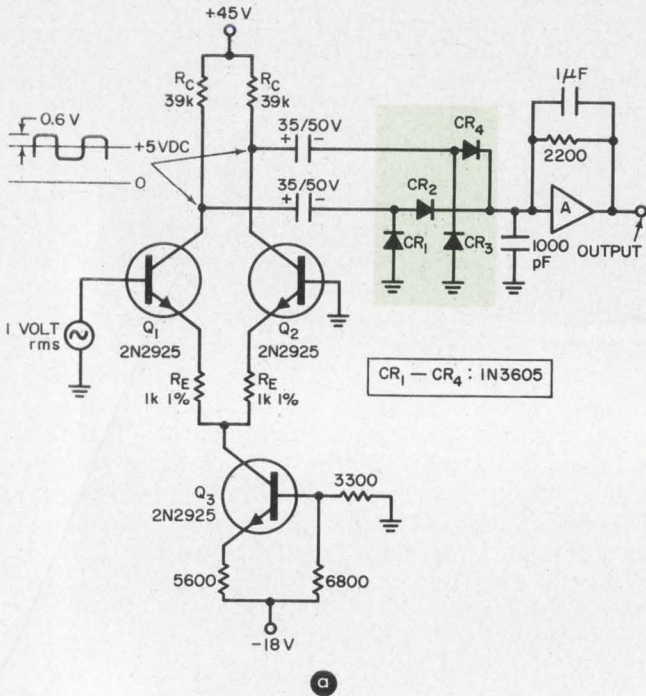 +45V
RC
39k
RC
39k
0.6 V
+5VDC
0
35/50V
+ −
35/50V
+ −
CR4
CR2
CR1
CR3
1μF
2200
A
1000
pF
OUTPUT
1 VOLT
rms
Q1
2N2925
Q2
2N2925
RE
1k 1%
RE
1k 1%
CR1 — CR4 : 1N3605
Q3
2N2925
3300
5600
6800
−18V
a